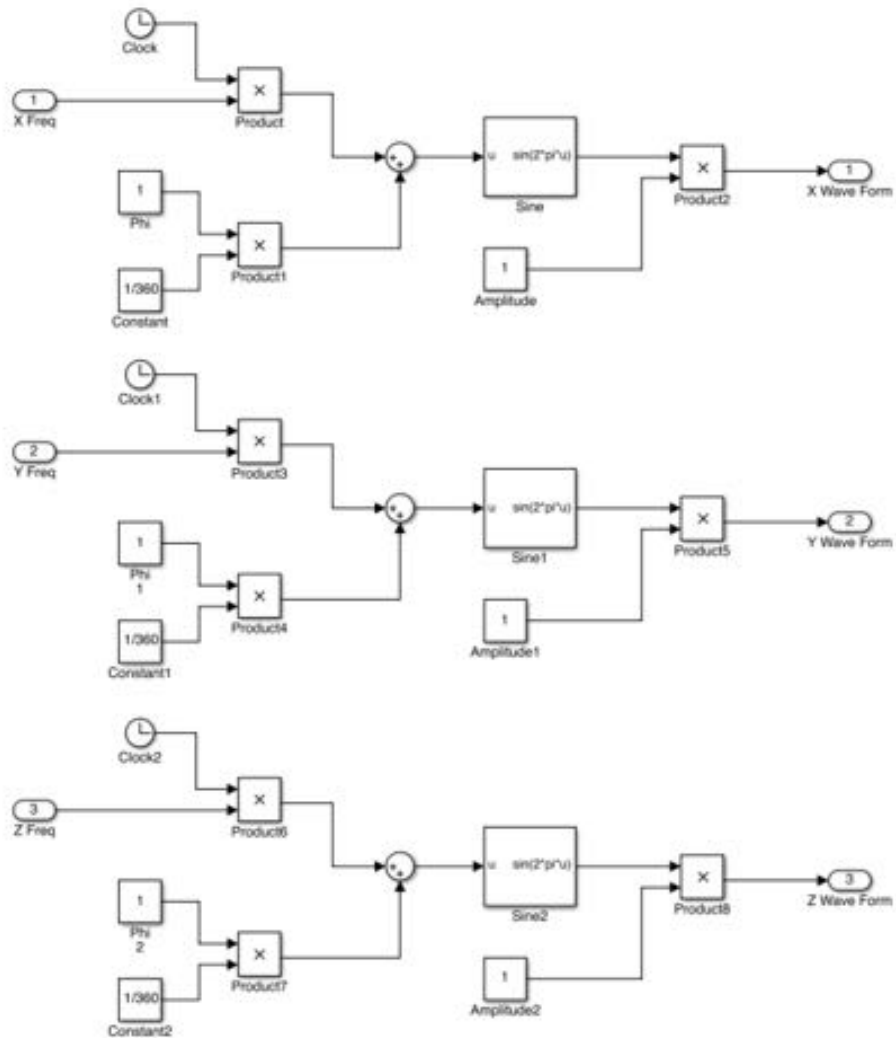 Clock
1
X Freq
×
Product
1
Phi
1/360
Constant
×
Product1
++
u sin(2*pi*u)
Sine
1
Amplitude
×
Product2
1
X Wave Form
Clock1
2
Y Freq
×
Product3
1
Phi
1
1/360
Constant1
×
Product4
++
u sin(2*pi*u)
Sine1
1
Amplitude1
×
Product5
2
Y Wave Form
Clock2
3
Z Freq
×
Product6
1
Phi
2
1/360
Constant2
×
Product7
++
u sin(2*pi*u)
Sine2
1
Amplitude2
×
Product8
3
Z Wave Form